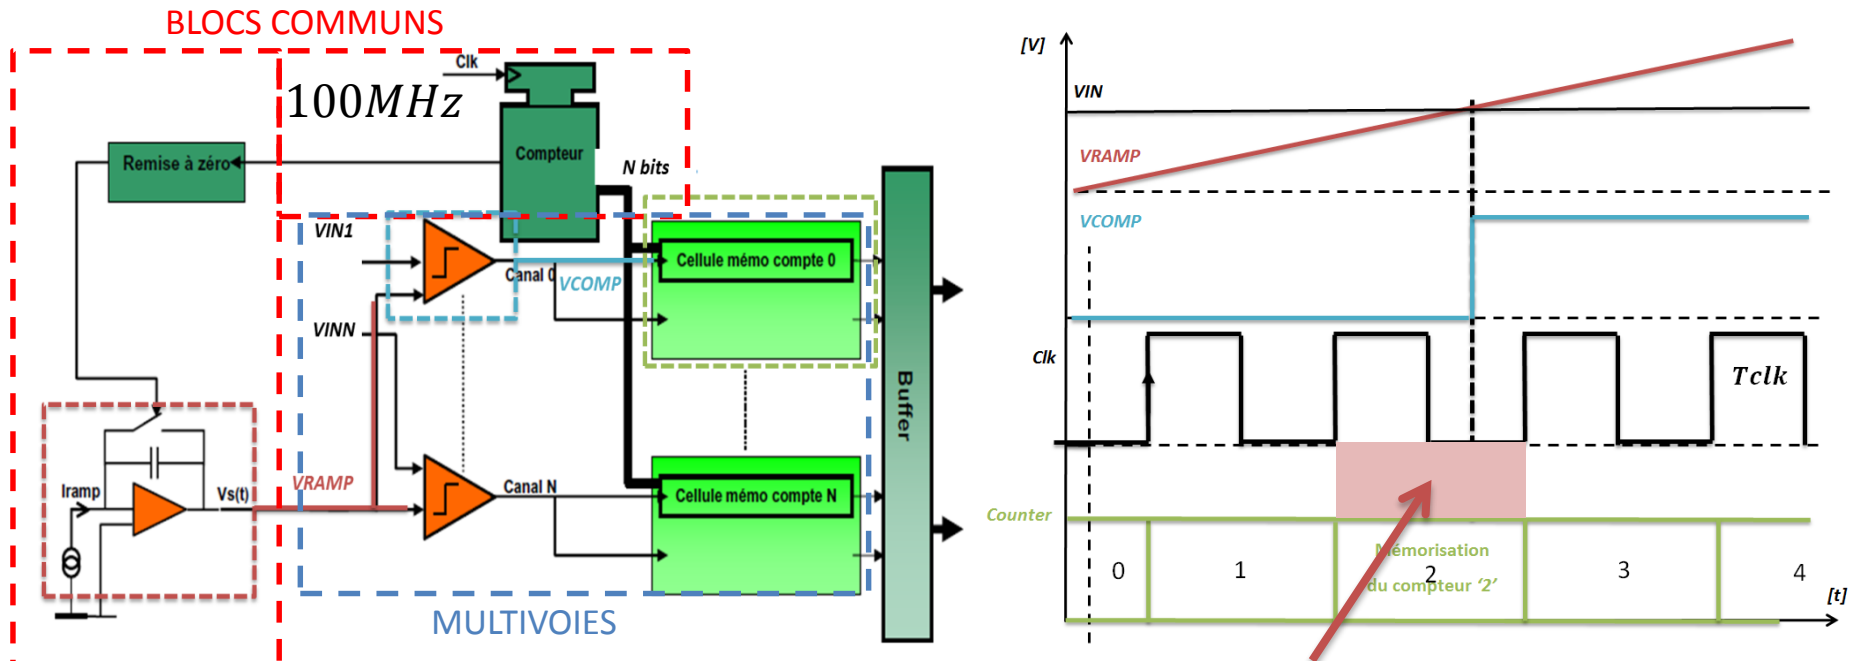 BLOCS COMMUNS
Clk
100MHz
Remise à zéro
Compteur
N bits
VIN1
Cellule mémo compte 0
Canal 0
VCOMP
VINN
Buffer
VRAMP
Canal N
Cellule mémo compte N
Iramp
Vs(t)
MULTIVOIES
[V]
VIN
VRAMP
VCOMP
Clk
Tclk
Counter
Mémorisation
du compteur ‘2’
0
1
2
3
4
[t]